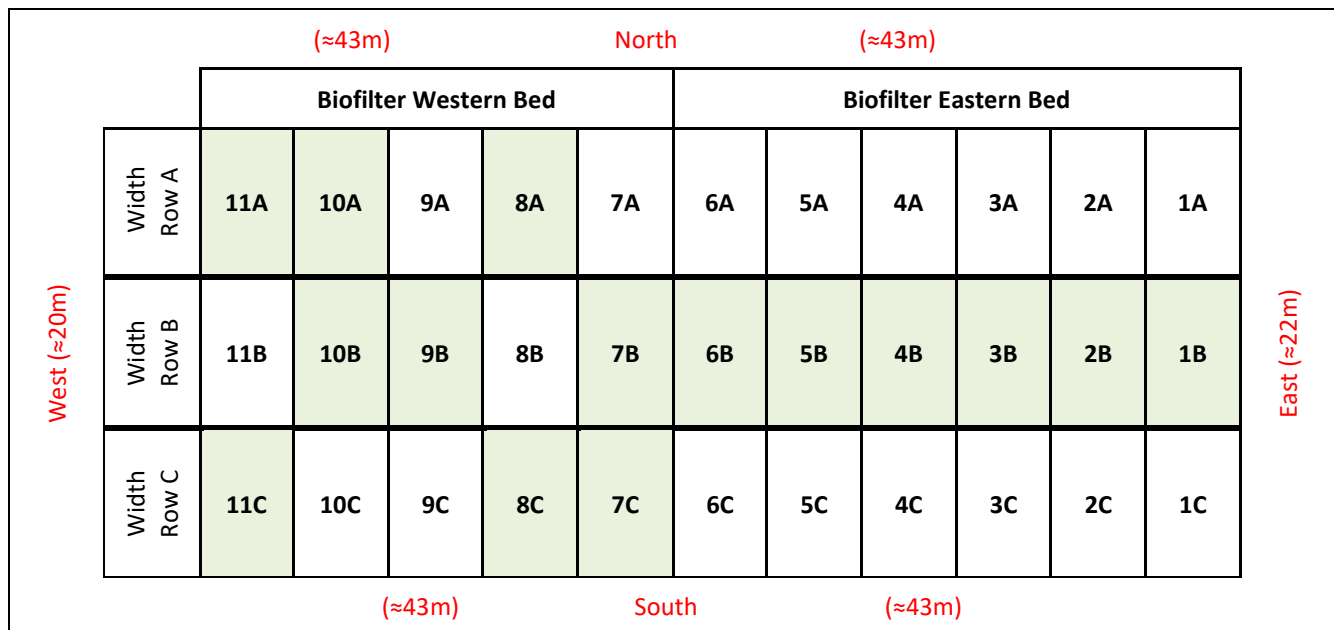 (≈43m) North (≈43m)
Biofilter Western Bed Biofilter Eastern Bed
Width
Row A
11A 10A 9A 8A 7A 6A 5A 4A 3A 2A 1A
West (≈20m)
Width
Row B
11B 10B 9B 8B 7B 6B 5B 4B 3B 2B 1B
East (≈22m)
Width
Row C
11C 10C 9C 8C 7C 6C 5C 4C 3C 2C 1C
(≈43m) South (≈43m)